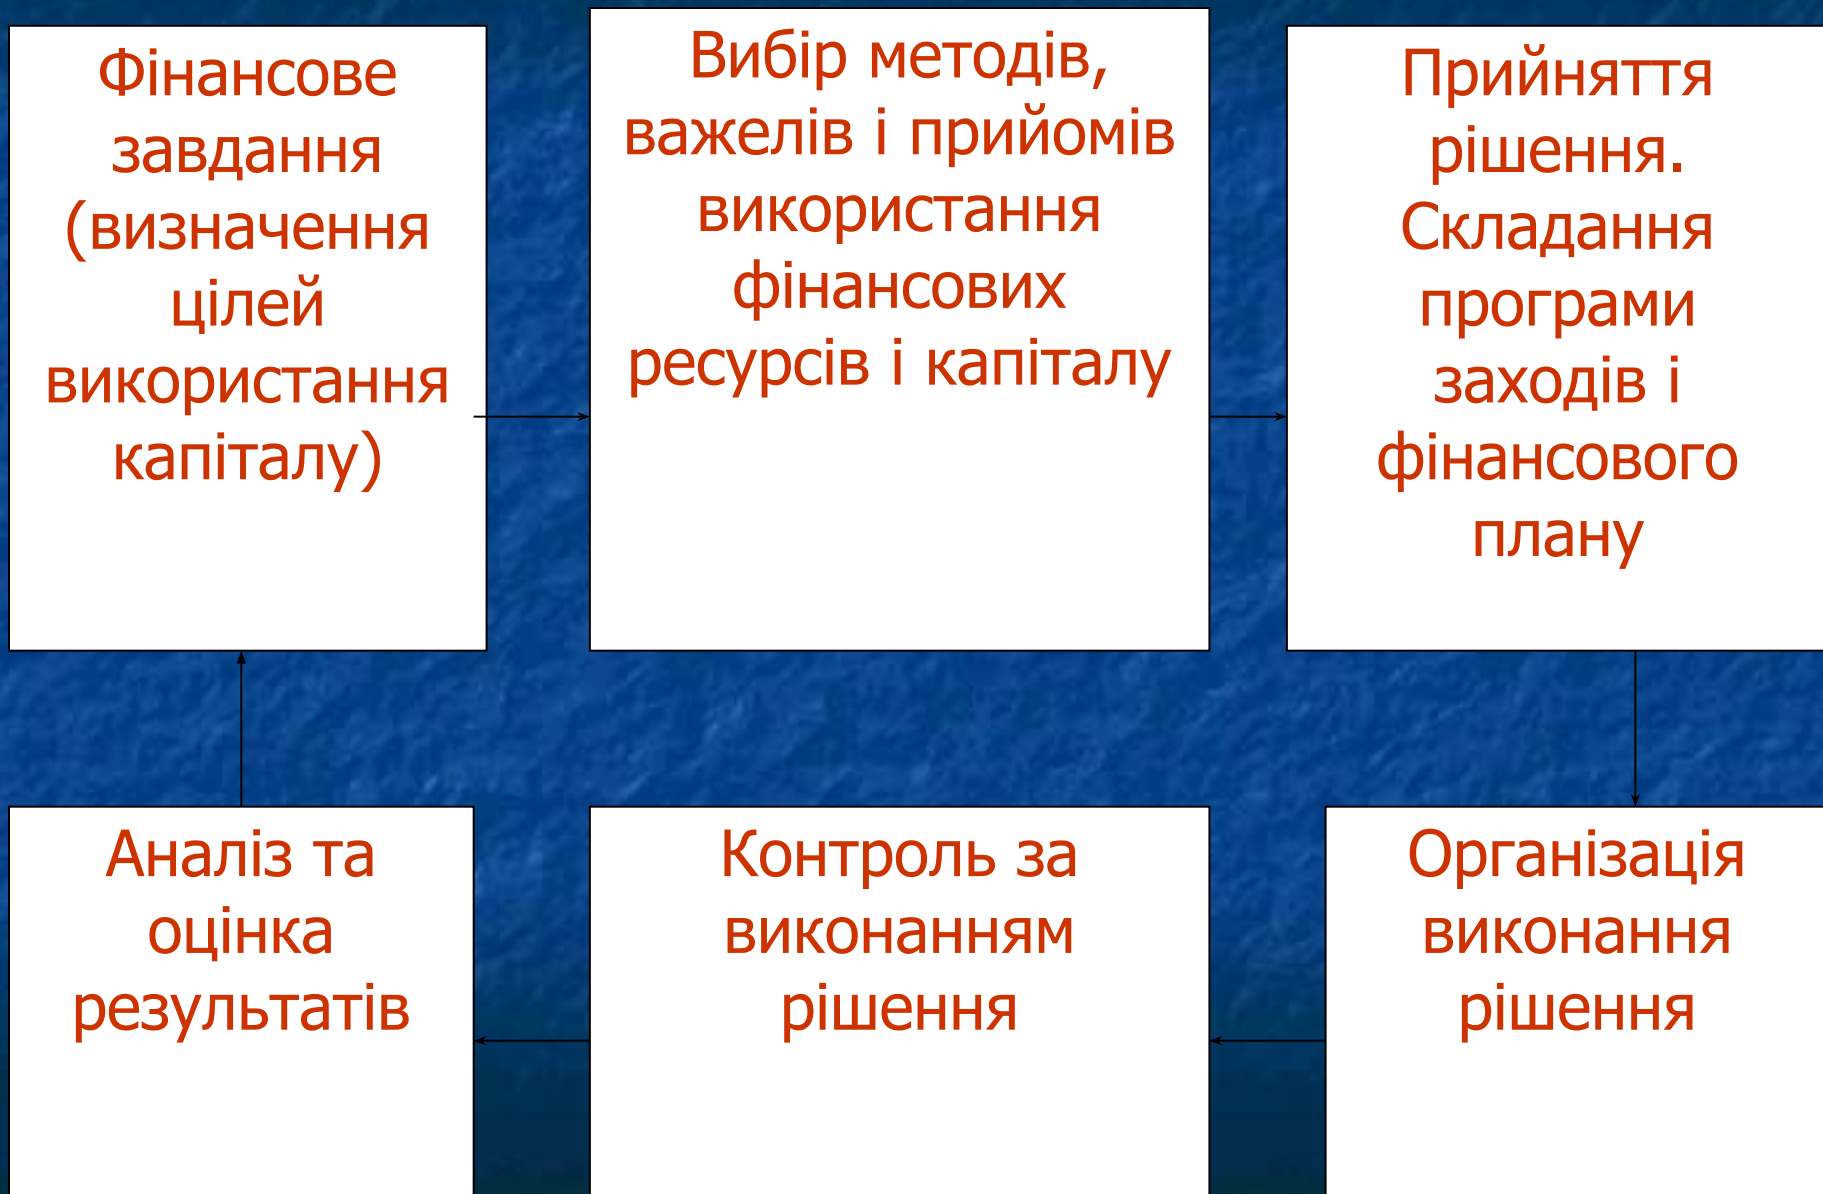 Фінансове
завдання
(визначення
цілей
використання
капіталу)
Вибір методів,
важелів і прийомів
використання
фінансових
ресурсів і капіталу
Прийняття
рішення.
Складання
програми
заходів і
фінансового
плану
Аналіз та
оцінка
результатів
Контроль за
виконанням
рішення
Організація
виконання
рішення